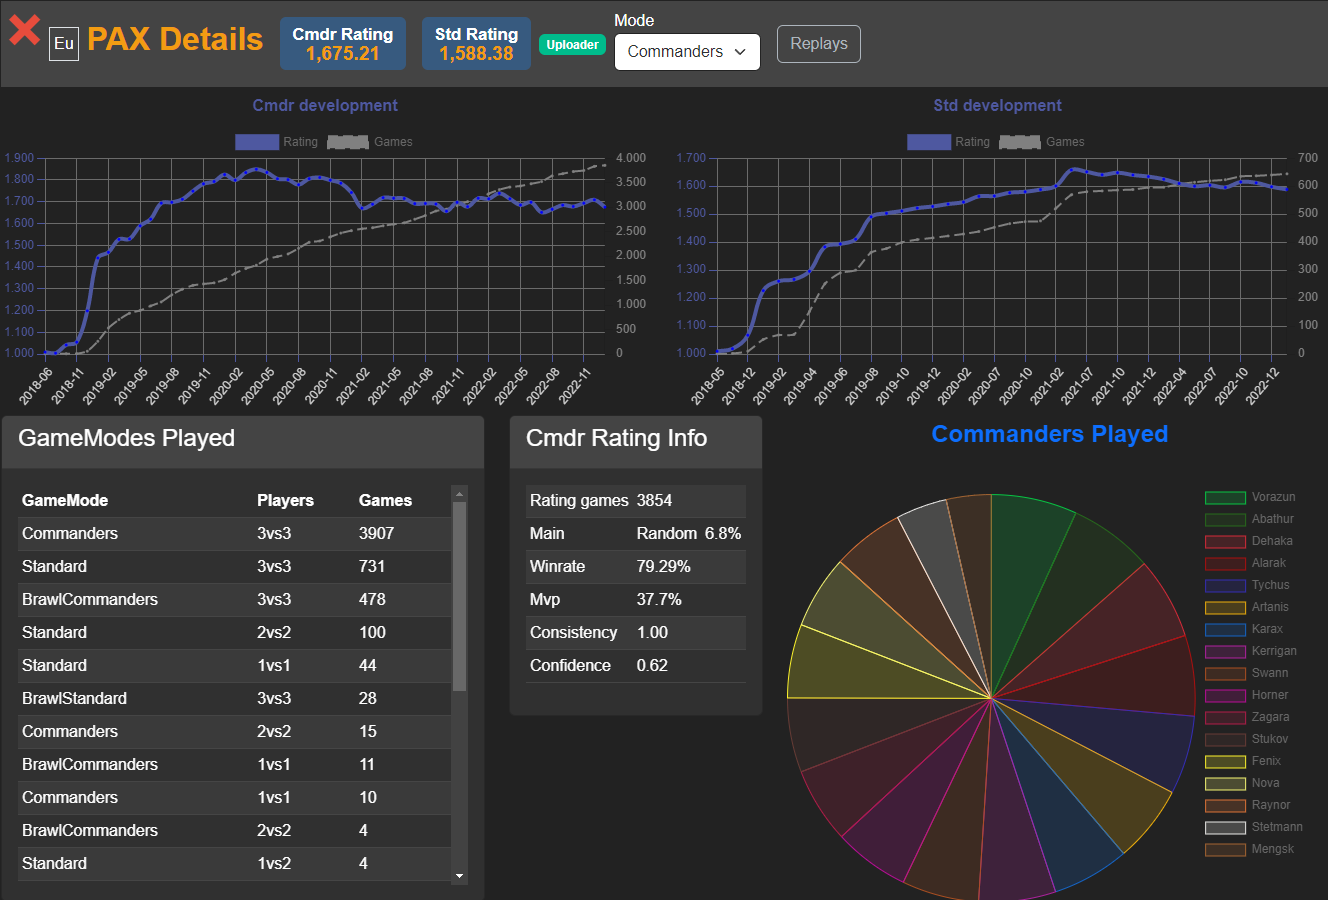 Eu PAX Details
Cmdr Rating
1,675.21
Std Rating
1,588.38
Uploader
Mode
Commanders
Replays
Cmdr development
Rating Games
1.900
1.800
1.700
1.600
1.500
1.400
1.300
1.200
1.100
1.000
4.000
3.500
3.000
2.500
2.000
1.500
1.000
500
0
2018-06 2018-11 2019-02 2019-05 2019-08 2019-11 2020-02 2020-05 2020-08 2020-11 2021-02 2021-05 2021-08 2021-11 2022-02 2022-05 2022-08 2022-11
Std development
Rating Games
1.700
1.600
1.500
1.400
1.300
1.200
1.100
1.000
700
600
500
400
300
200
100
0
2018-05 2018-12 2019-02 2019-04 2019-06 2019-08 2019-10 2019-12 2020-02 2020-07 2020-10 2021-02 2021-07 2021-10 2021-12 2022-04 2022-07 2022-10 2022-12
GameModes Played
GameMode Players Games
Commanders 3vs3 3907
Standard 3vs3 731
BrawlCommanders 3vs3 478
Standard 2vs2 100
Standard 1vs1 44
BrawlStandard 3vs3 28
Commanders 2vs2 15
BrawlCommanders 1vs1 11
Commanders 1vs1 10
BrawlCommanders 2vs2 4
Standard 1vs2 4
Cmdr Rating Info
Rating games 3854
Main Random 6.8%
Winrate 79.29%
Mvp 37.7%
Consistency 1.00
Confidence 0.62
Commanders Played
Vorazun
Abathur
Dehaka
Alarak
Tychus
Artanis
Karax
Kerrigan
Swann
Horner
Zagara
Stukov
Fenix
Nova
Raynor
Stetmann
Mengsk